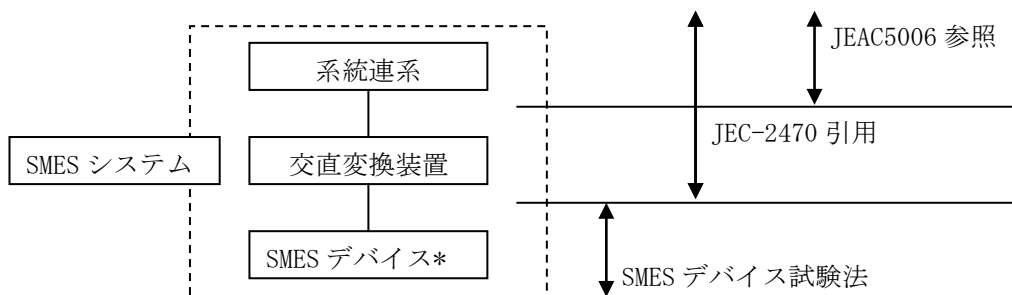 JEAC5006 参照
系統連系
JEC-2470 引用
SMES システム
交直変換装置
SMES デバイス*
SMES デバイス試験法